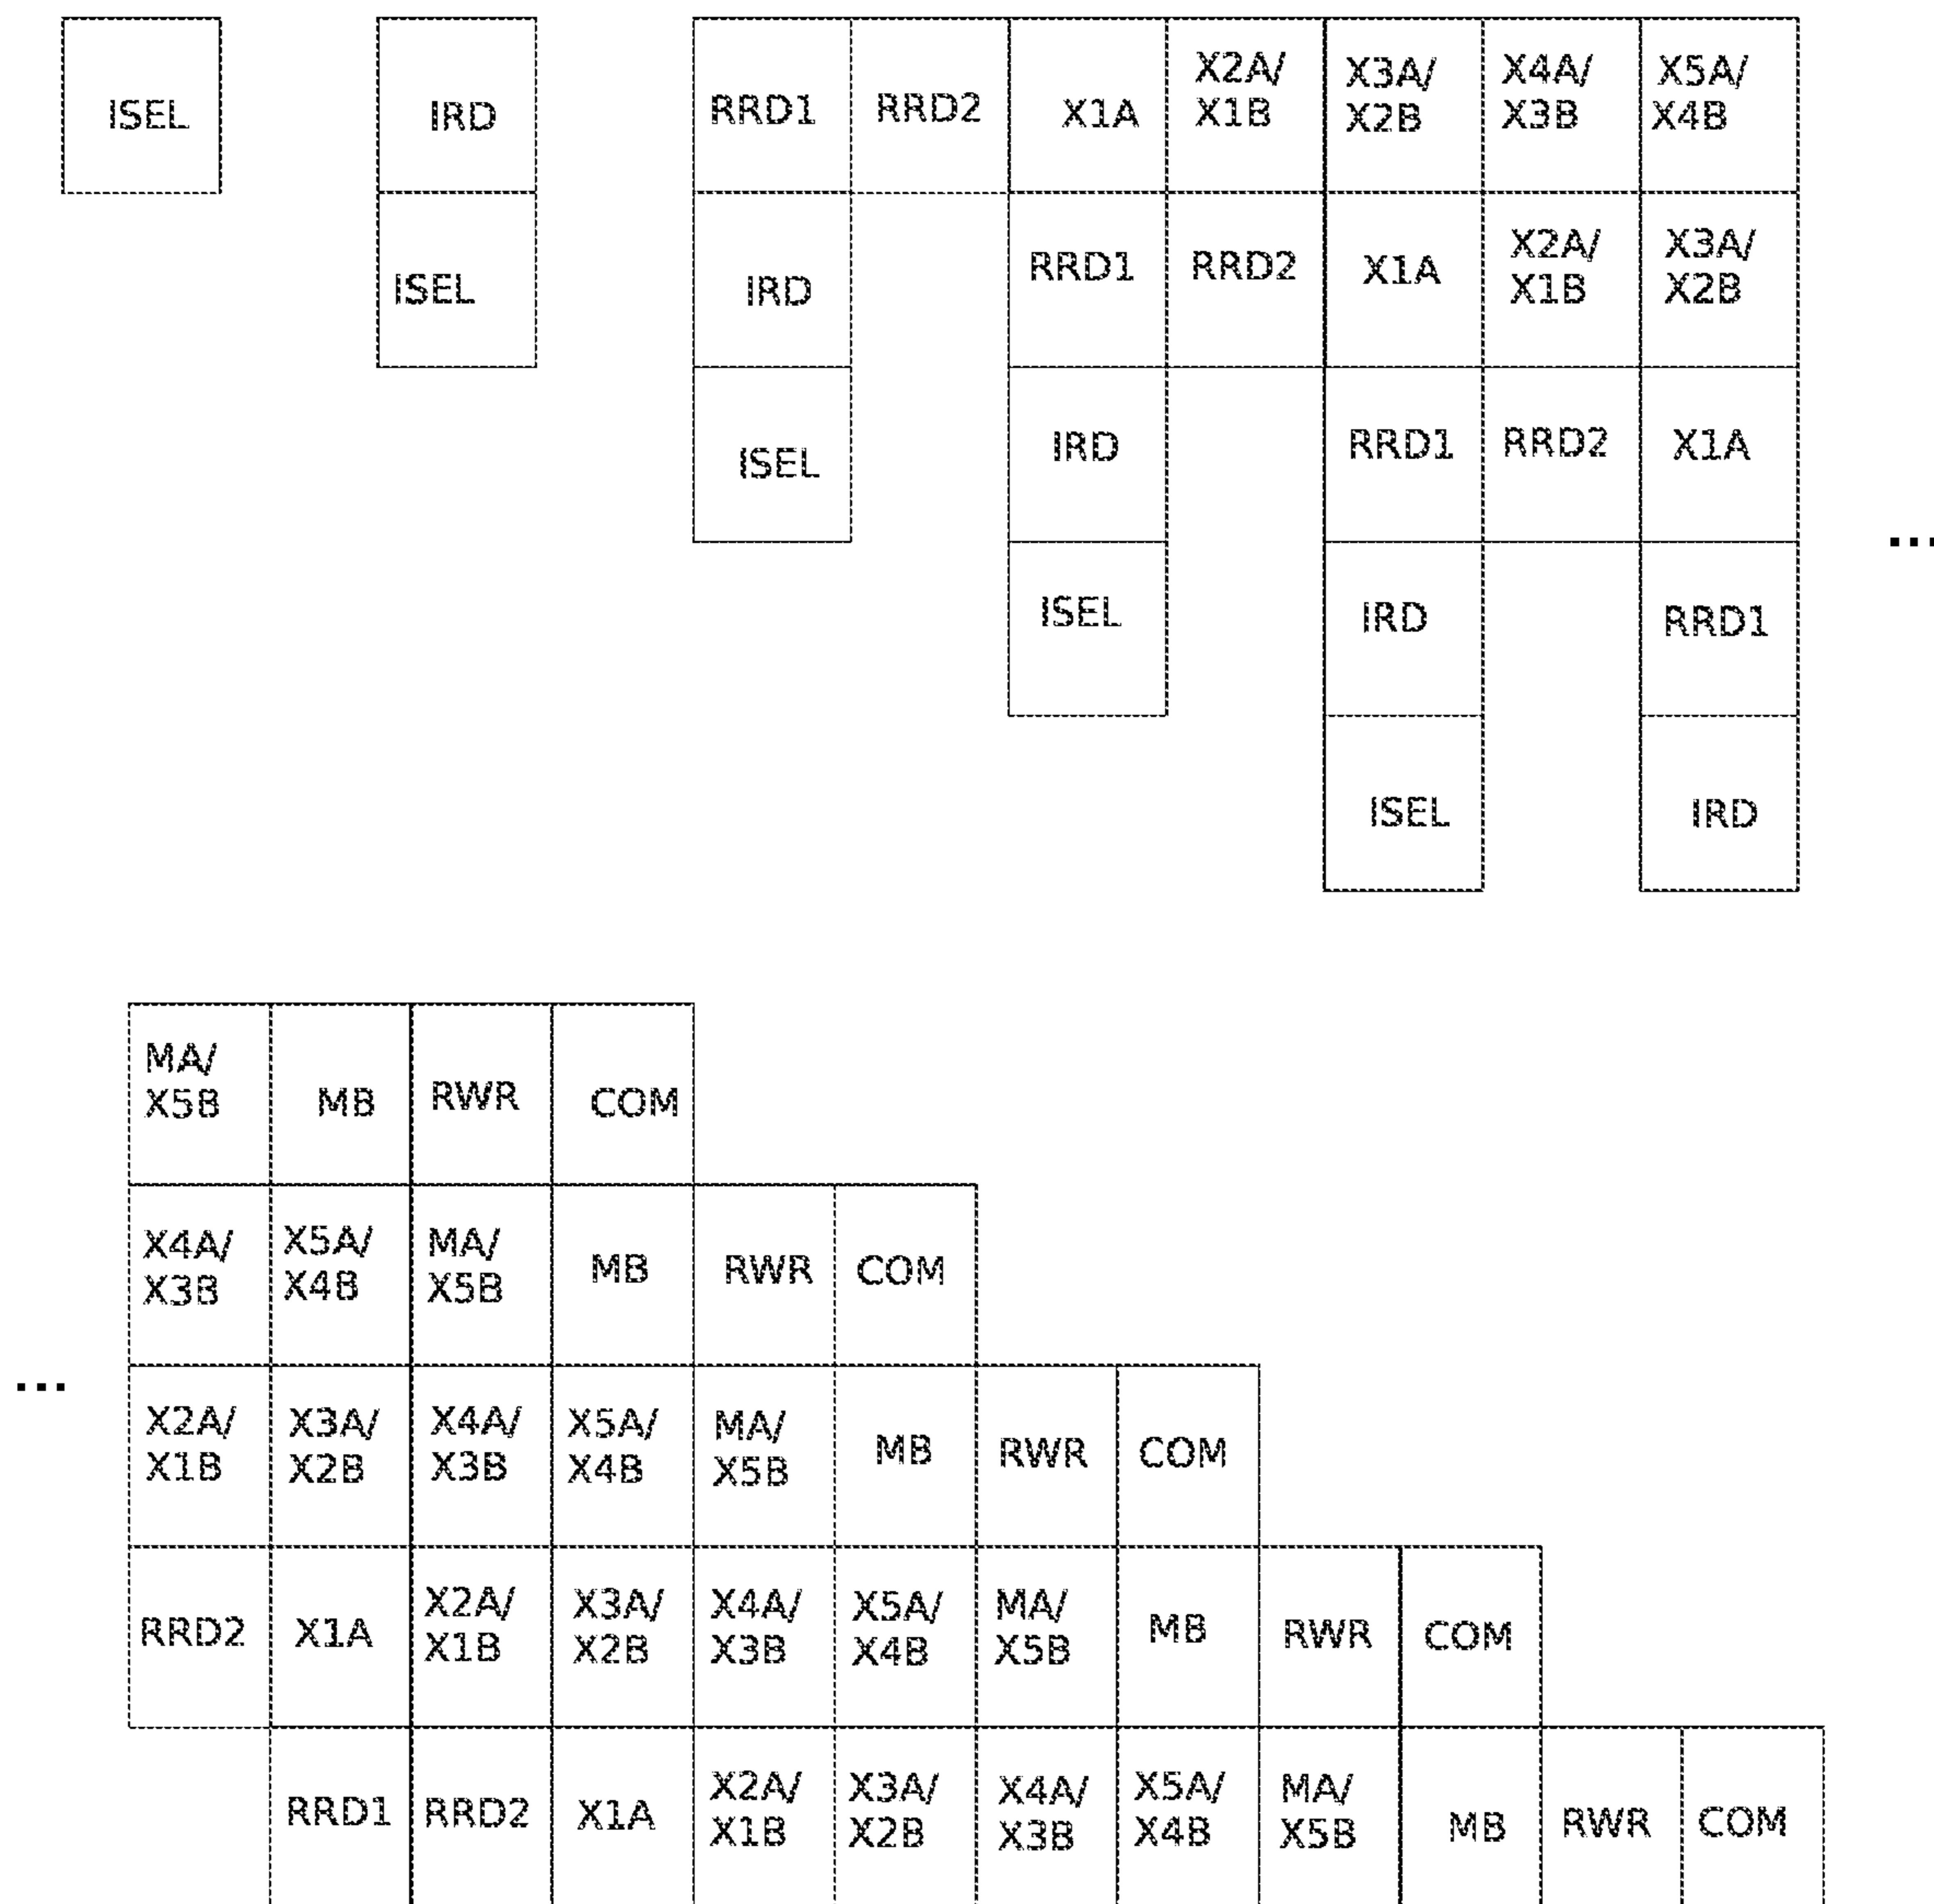 ISEL
IRD
RRD1
RRD2
X1A
X2A/
X1B
X3A/
X2B
X4A/
X3B
X5A/
X4B
ISEL
IRD
RRD1
RRD2
X1A
X2A/
X1B
X3A/
X2B
ISEL
IRD
RRD1
RRD2
X1A
...
ISEL
IRD
RRD1
ISEL
IRD
MA/
X5B
MB
RWR
COM
X4A/
X3B
X5A/
X4B
MA/
X5B
MB
RWR
COM
...
X2A/
X1B
X3A/
X2B
X4A/
X3B
X5A/
X4B
MA/
X5B
MB
RWR
COM
RRD2
X1A
X2A/
X1B
X3A/
X2B
X4A/
X3B
X5A/
X4B
MA/
X5B
MB
RWR
COM
RRD1
RRD2
X1A
X2A/
X1B
X3A/
X2B
X4A/
X3B
X5A/
X4B
MA/
X5B
MB
RWR
COM